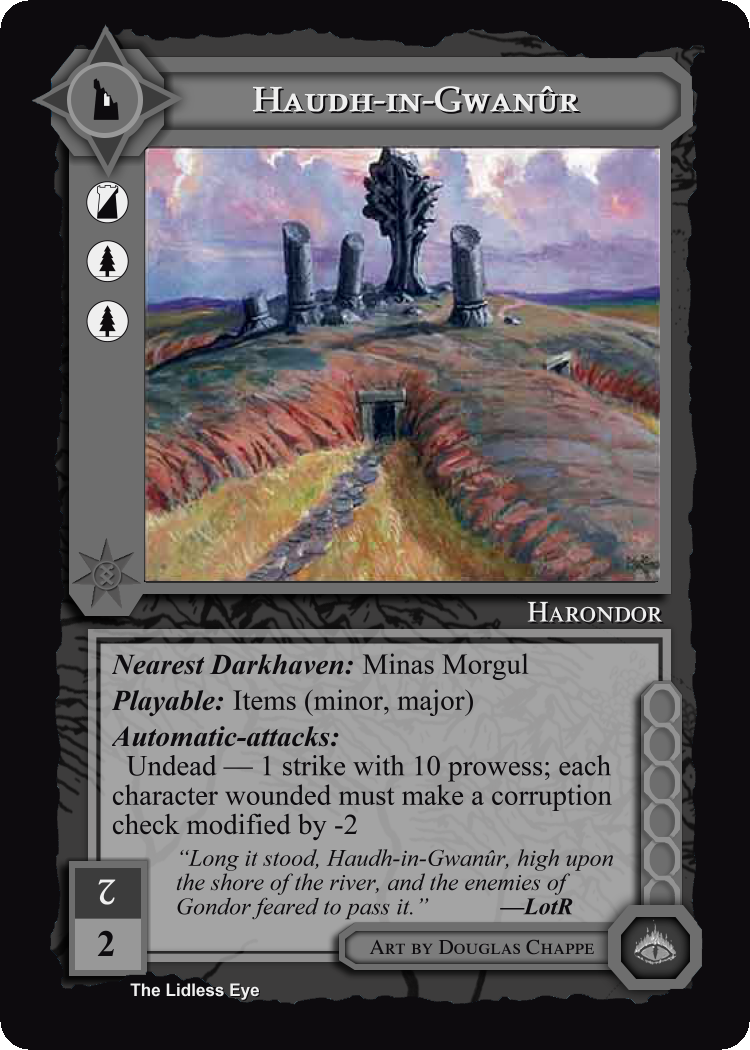 Haudh-in-Gwanûr
Harondor
Nearest Darkhaven: Minas Morgul
Playable: Items (minor, major)
Automatic-attacks:
Undead — 1 strike with 10 prowess; each
character wounded must make a corruption
check modified by -2
“Long it stood, Haudh-in-Gwanûr, high upon
the shore of the river, and the enemies of
Gondor feared to pass it.” —LotR
2
2
Art by Douglas Chappe
The Lidless Eye